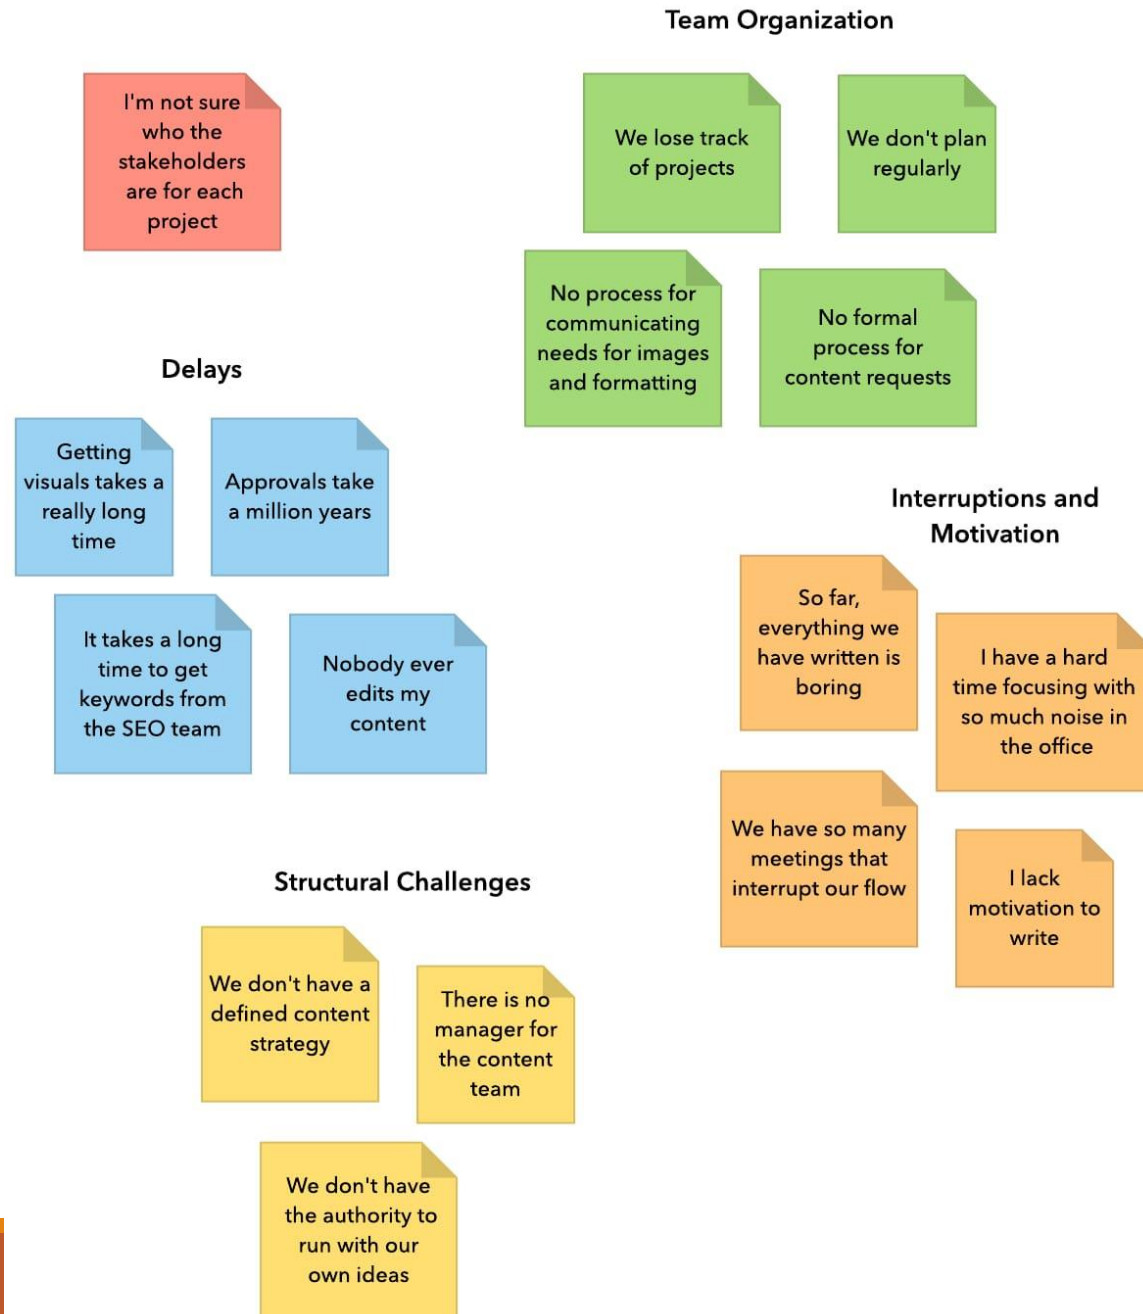 Team Organization
I'm not sure
who the
stakeholders
are for each
project
We lose track
of projects
We don't plan
regularly
No process for
communicating
needs for images
and formatting
No formal
process for
content requests
Delays
Getting
visuals takes a
really long
time
Approvals take
a million years
It takes a long
time to get
keywords from
the SEO team
Nobody ever
edits my
content
Interruptions and
Motivation
So far,
everything we
have written is
boring
I have a hard
time focusing with
so much noise in
the office
We have so many
meetings that
interrupt our flow
I lack
motivation to
write
Structural Challenges
We don't have a
defined content
strategy
There is no
manager for
the content
team
We don't have
the authority to
run with our
own ideas